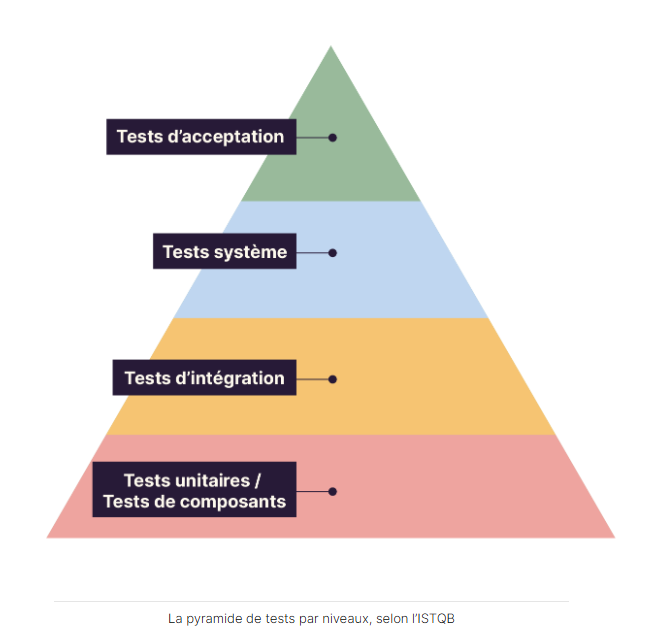 Tests d’acceptation
Tests système
Tests d’intégration
Tests unitaires /
Tests de composants
La pyramide de tests par niveaux, selon l’ISTQB